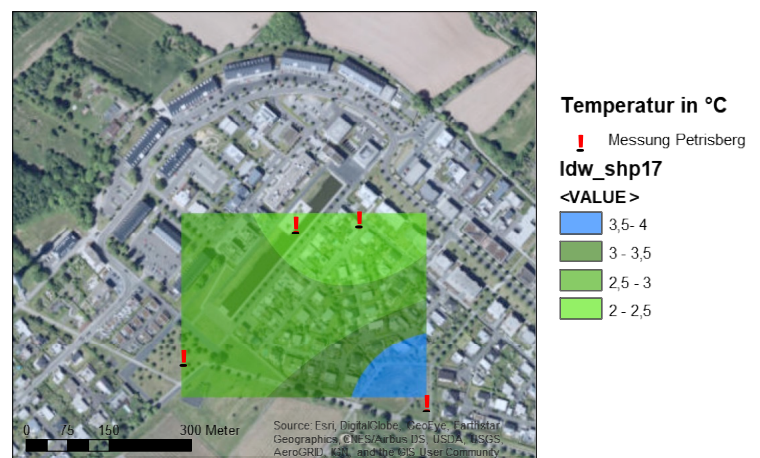 Temperatur in °C
Messung Petrisberg
Idw_shp17
<VALUE>
3,5- 4
3 - 3,5
2,5 - 3
2 - 2,5
0 75 150 300 Meter
Source: Esri, DigitalGlobe, GeoEye, Earthstar
Geographics, CNES/Airbus DS, USDA, USGS,
AeroGRID, IGN, and the GIS User Community